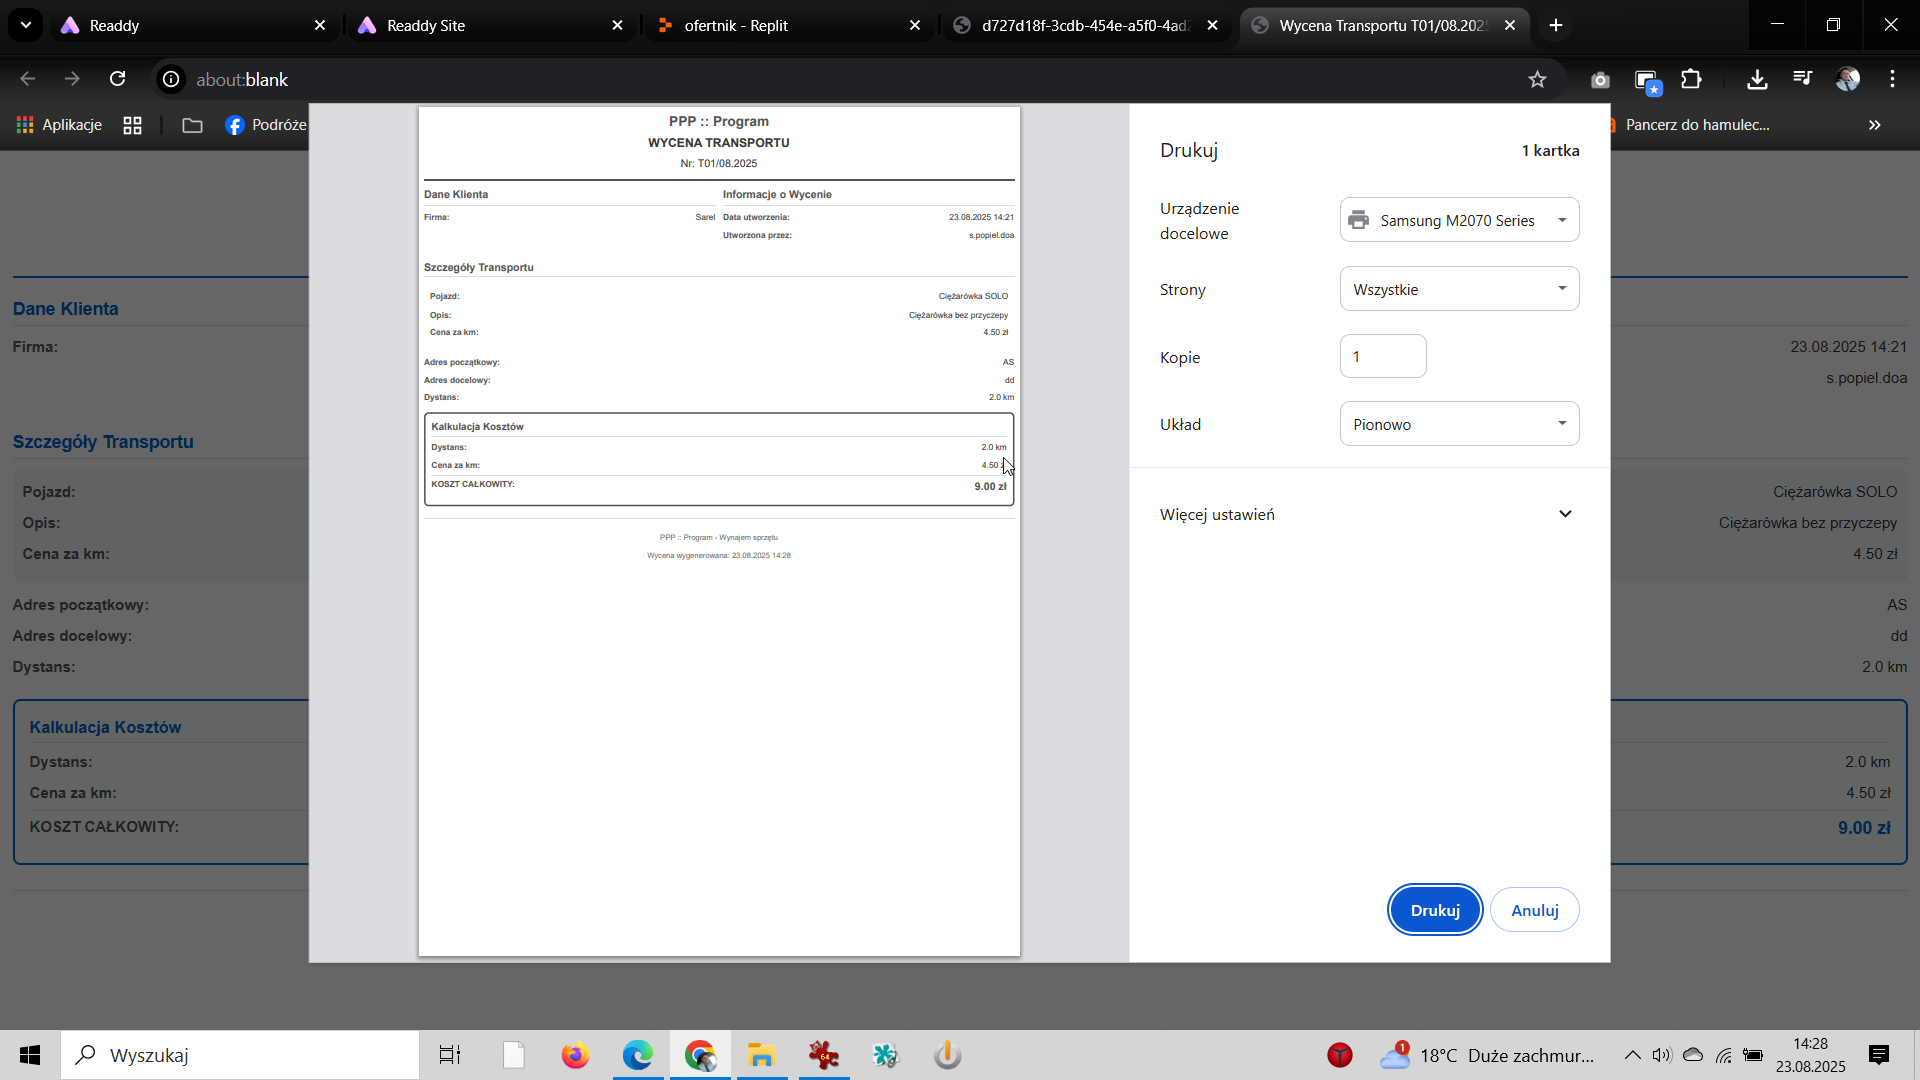 Readdy
Readdy Site
ofertnik - Replit
d727d18f-3cdb-454e-a5f0-4ad
Wycena Transportu T01/08.202
about:blank
Aplikacje
Podróże
Pancerz do hamulec...
PPP :: Program
WYCENA TRANSPORTU
Nr: T01/08.2025
Dane Klienta
Informacje o Wycenie
Firma: Sarel
Data utworzenia: 23.08.2025 14:21
Utworzona przez: s.popiel.doa
Szczegóły Transportu
Pojazd: Ciężarówka SOLO
Opis: Ciężarówka bez przyczepy
Cena za km: 4.50 zł
Adres początkowy: AS
Adres docelowy: dd
Dystans: 2.0 km
Kalkulacja Kosztów
Dystans: 2.0 km
Cena za km: 4.50
KOSZT CAŁKOWITY: 9.00 zł
PPP :: Program - Wynajem sprzętu
Wycena wygenerowana: 23.08.2025 14:28
Drukuj
1 kartka
Urządzenie
docelowe
Samsung M2070 Series
Strony
Wszystkie
Kopie
1
Układ
Pionowo
Więcej ustawień
Drukuj
Anuluj
Dane Klienta
Firma:
23.08.2025 14:21
s.popiel.doa
Szczegóły Transportu
Pojazd:
Ciężarówka SOLO
Opis:
Ciężarówka bez przyczepy
Cena za km:
4.50 zł
Adres początkowy:
AS
Adres docelowy:
dd
Dystans:
2.0 km
Kalkulacja Kosztów
Dystans:
2.0 km
Cena za km:
4.50 zł
KOSZT CAŁKOWITY:
9.00 zł
Wyszukaj
64
1
18°C Duże zachmur...
14:28
23.08.2025